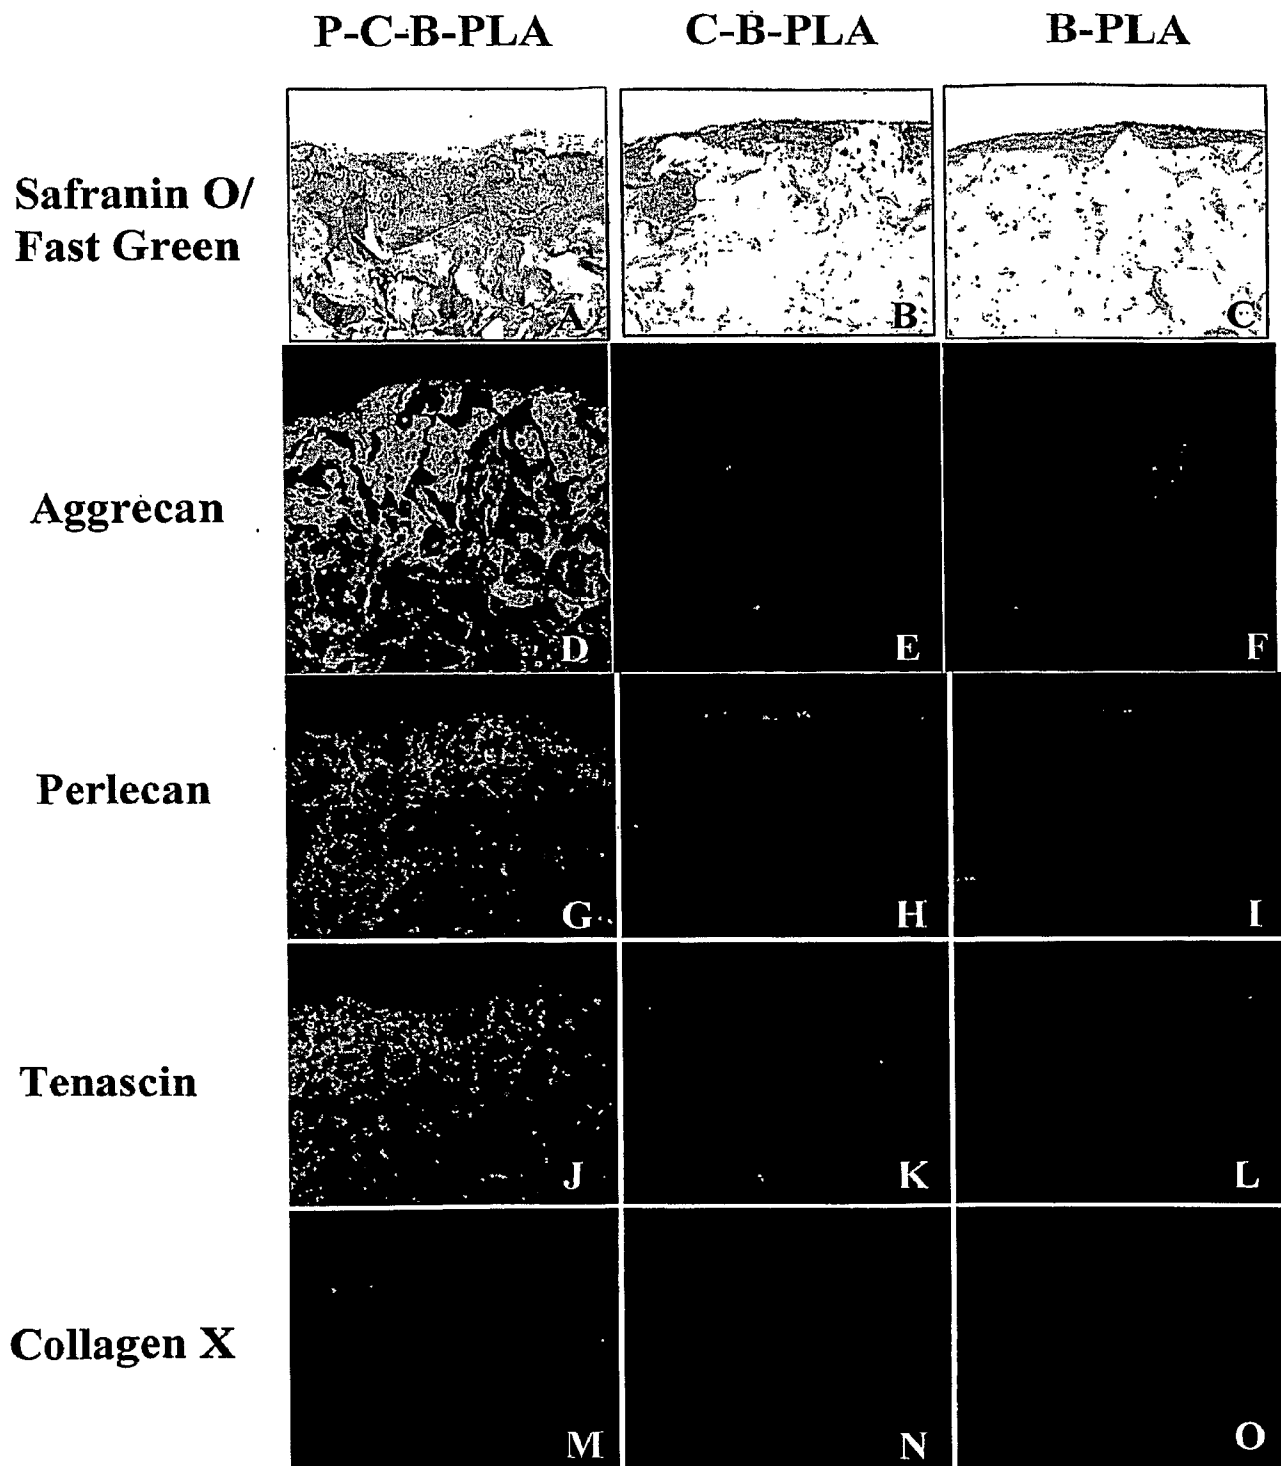 P-C-B-PLA C-B-PLA B-PLA
Safranin O/
Fast Green
A B C
Aggrecan
D E F
Perlecan
G H I
Tenascin
J K L
Collagen X
M N O